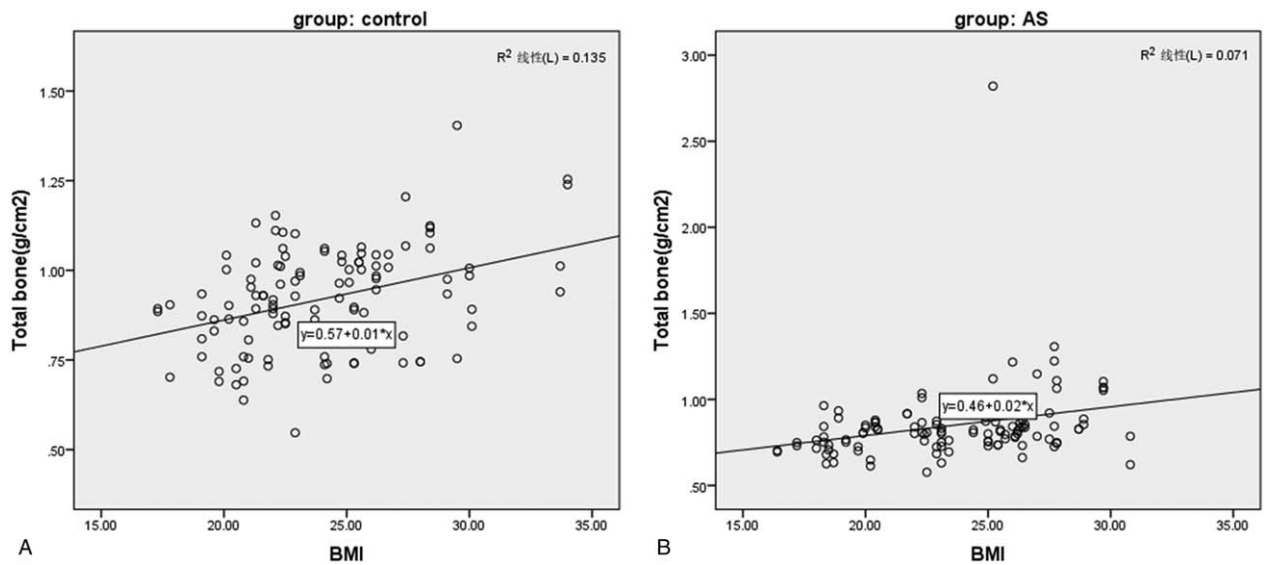 group: control
R2 线性(L) = 0.135
Total bone(g/cm2)
1.50
1.25
1.00
.75
.50
y=0.57+0.01*x
15.00 20.00 25.00 30.00 35.00
BMI
A
group: AS
R2 线性(L) = 0.071
Total bone(g/cm2)
3.00
2.50
2.00
1.50
1.00
.50
y=0.46+0.02*x
15.00 20.00 25.00 30.00 35.00
BMI
B